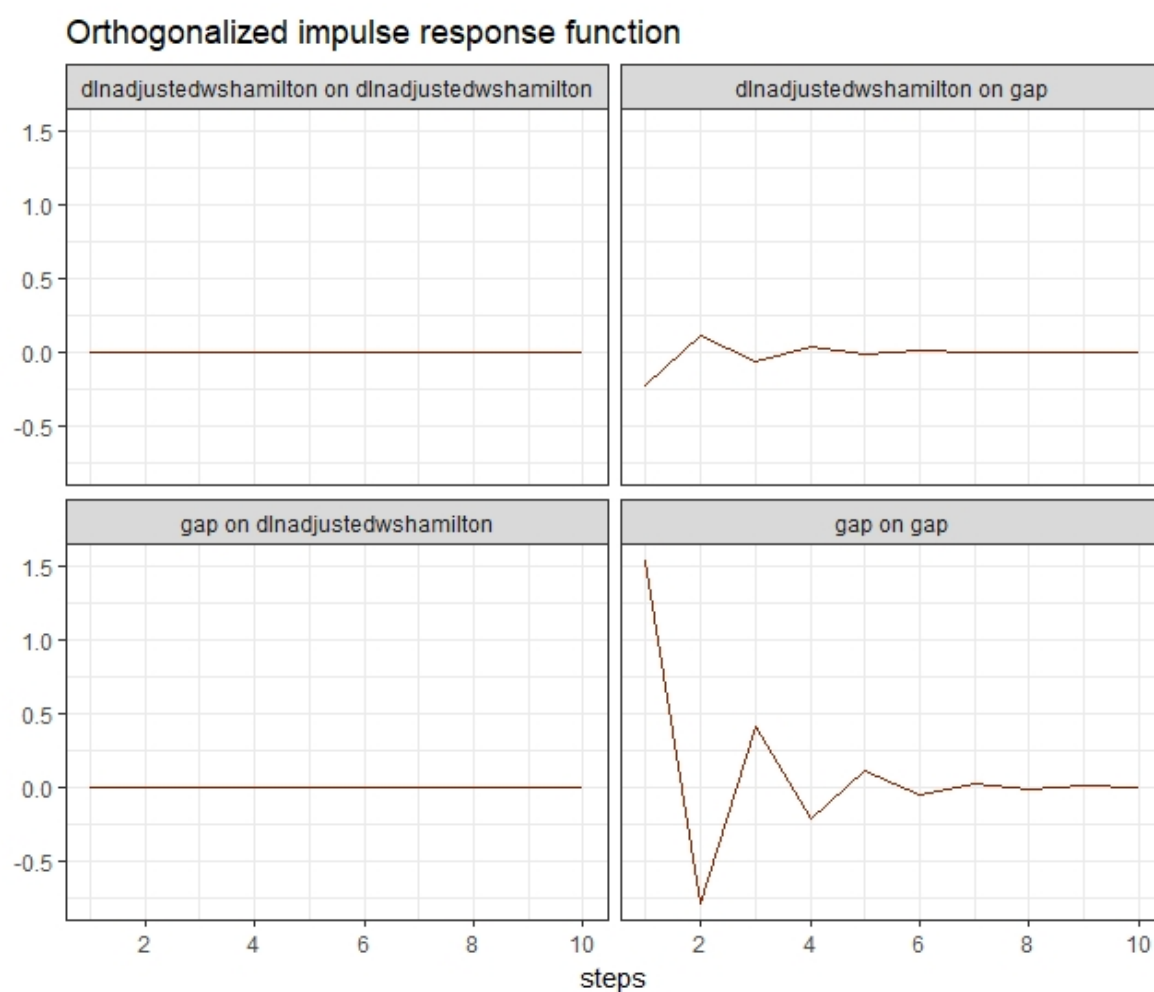 Orthogonalized impulse response function
dlnadjustedwshamilton on dlnadjustedwshamilton
dlnadjustedwshamilton on gap
1.5
1.0
0.5
0.0
-0.5
gap on dlnadjustedwshamilton
gap on gap
1.5
1.0
0.5
0.0
-0.5
2 4 6 8 10
2 4 6 8 10
steps